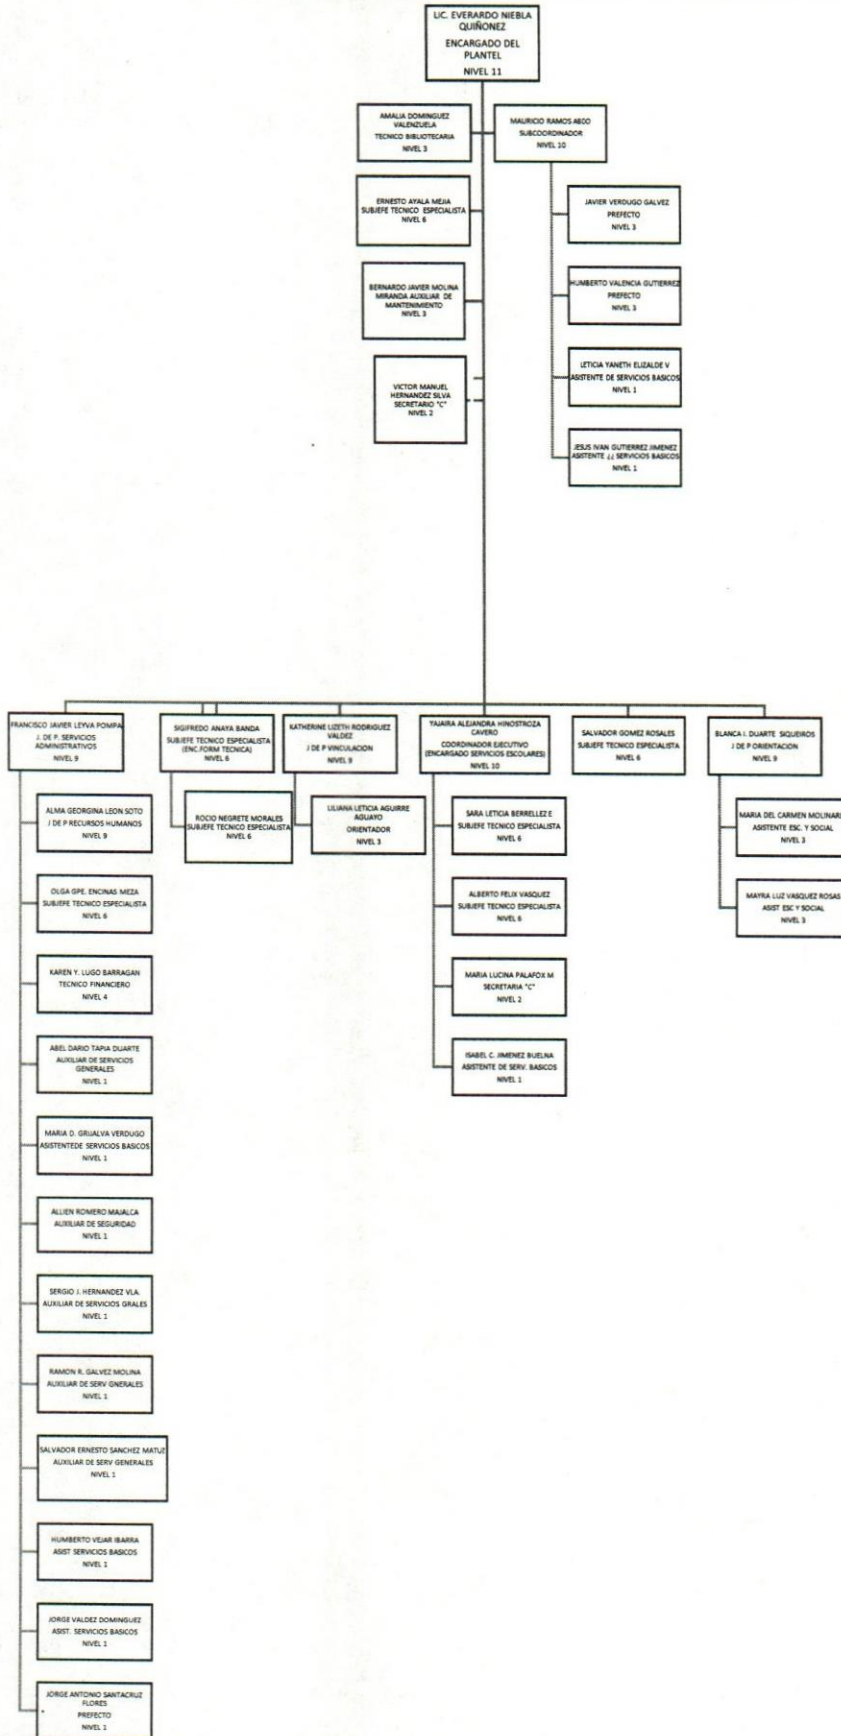 LIC. EVERARDO NIEBLA
QUIÑONEZ
ENCARGADO DEL
PLANTEL
NIVEL 11
AMALIA DOMINGUEZ
VALENZUELA
TECNICO BIBLIOTECARIA
NIVEL 3
MAURICIO RAMOS ABDO
SUBCOORDINADOR
NIVEL 10
ERNESTO AYALA MEJIA
SUBJEFE TECNICO ESPECIALISTA
NIVEL 6
JAVIER VERDUGO GALVEZ
PREFECTO
NIVEL 3
BERNARDO JAVIER MOLINA
MIRANDA AUXILIAR DE
MANTENIMIENTO
NIVEL 3
HUMBERTO VALENCIA GUTIERREZ
PREFECTO
NIVEL 3
VICTOR MANUEL
HERNANDEZ SILVA
SECRETARIO "C"
NIVEL 2
LETICIA YANETH ELIZALDE V
ASISTENTE DE SERVICIOS BASICOS
NIVEL 1
JESUS IVAN GUTIERREZ JIMENEZ
ASISTENTE ¿¿ SERVICIOS BASICOS
NIVEL 1
FRANCISCO JAVIER LEYVA POMPA
J. DE P. SERVICIOS
ADMINISTRATIVOS
NIVEL 9
SIGIFREDO ANAYA BANDA
SUBJEFE TECNICO ESPECIALISTA
(ENC.FORM TECNICA)
NIVEL 6
KATHERINE LIZETH RODRIGUEZ
VALDEZ
J DE P VINCULACION
NIVEL 9
YAJAIRA ALEJANDRA HINOSTROZA
CAVERO
COORDINADOR EJECUTIVO
(ENCARGADO SERVICIOS ESCOLARES)
NIVEL 10
SALVADOR GOMEZ ROSALES
SUBJEFE TECNICO ESPECIALISTA
NIVEL 6
BLANCA I. DUARTE SIQUEIROS
J DE P ORIENTACION
NIVEL 9
ALMA GEORGINA LEON SOTO
J DE P RECURSOS HUMANOS
NIVEL 9
ROCIO NEGRETE MORALES
SUBJEFE TECNICO ESPECIALISTA
NIVEL 6
LILIANA LETICIA AGUIRRE
AGUAYO
ORIENTADOR
NIVEL 3
SARA LETICIA BERRELLEZ E
SUBJEFE TECNICO ESPECIALISTA
NIVEL 6
MARIA DEL CARMEN MOLINARE
ASISTENTE ESC. Y SOCIAL
NIVEL 3
OLGA GPE. ENCINAS MEZA
SUBJEFE TECNICO ESPECIALISTA
NIVEL 6
ALBERTO FELIX VASQUEZ
SUBJEFE TECNICO ESPECIALISTA
NIVEL 6
MAYRA LUZ VASQUEZ ROSAS
ASIST ESC Y SOCIAL
NIVEL 3
KAREN Y. LUGO BARRAGAN
TECNICO FINANCIERO
NIVEL 4
MARIA LUCINA PALAFOX M
SECRETARIA "C"
NIVEL 2
ABEL DARIO TAPIA DUARTE
AUXILIAR DE SERVICIOS
GENERALES
NIVEL 1
ISABEL C. JIMENEZ BUELNA
ASISTENTE DE SERV. BASICOS
NIVEL 1
MARIA D. GRIJALVA VERDUGO
ASISTENTEDE SERVICIOS BASICOS
NIVEL 1
ALLIEN ROMERO MAJALCA
AUXILIAR DE SEGURIDAD
NIVEL 1
SERGIO J. HERNANDEZ VLA.
AUXILIAR DE SERVICIOS GRALES
NIVEL 1
RAMON R. GALVEZ MOLINA
AUXILIAR DE SERV GNERALES
NIVEL 1
SALVADOR ERNESTO SANCHEZ MATUZ
AUXILIAR DE SERV GENERALES
NIVEL 1
HUMBERTO VEJAR IBARRA
ASIST SERVICIOS BASICOS
NIVEL 1
JORGE VALDEZ DOMINGUEZ
ASIST. SERVICIOS BASICOS
NIVEL 1
JORGE ANTONIO SANTACRUZ
FLORES
PREFECTO
NIVEL 1